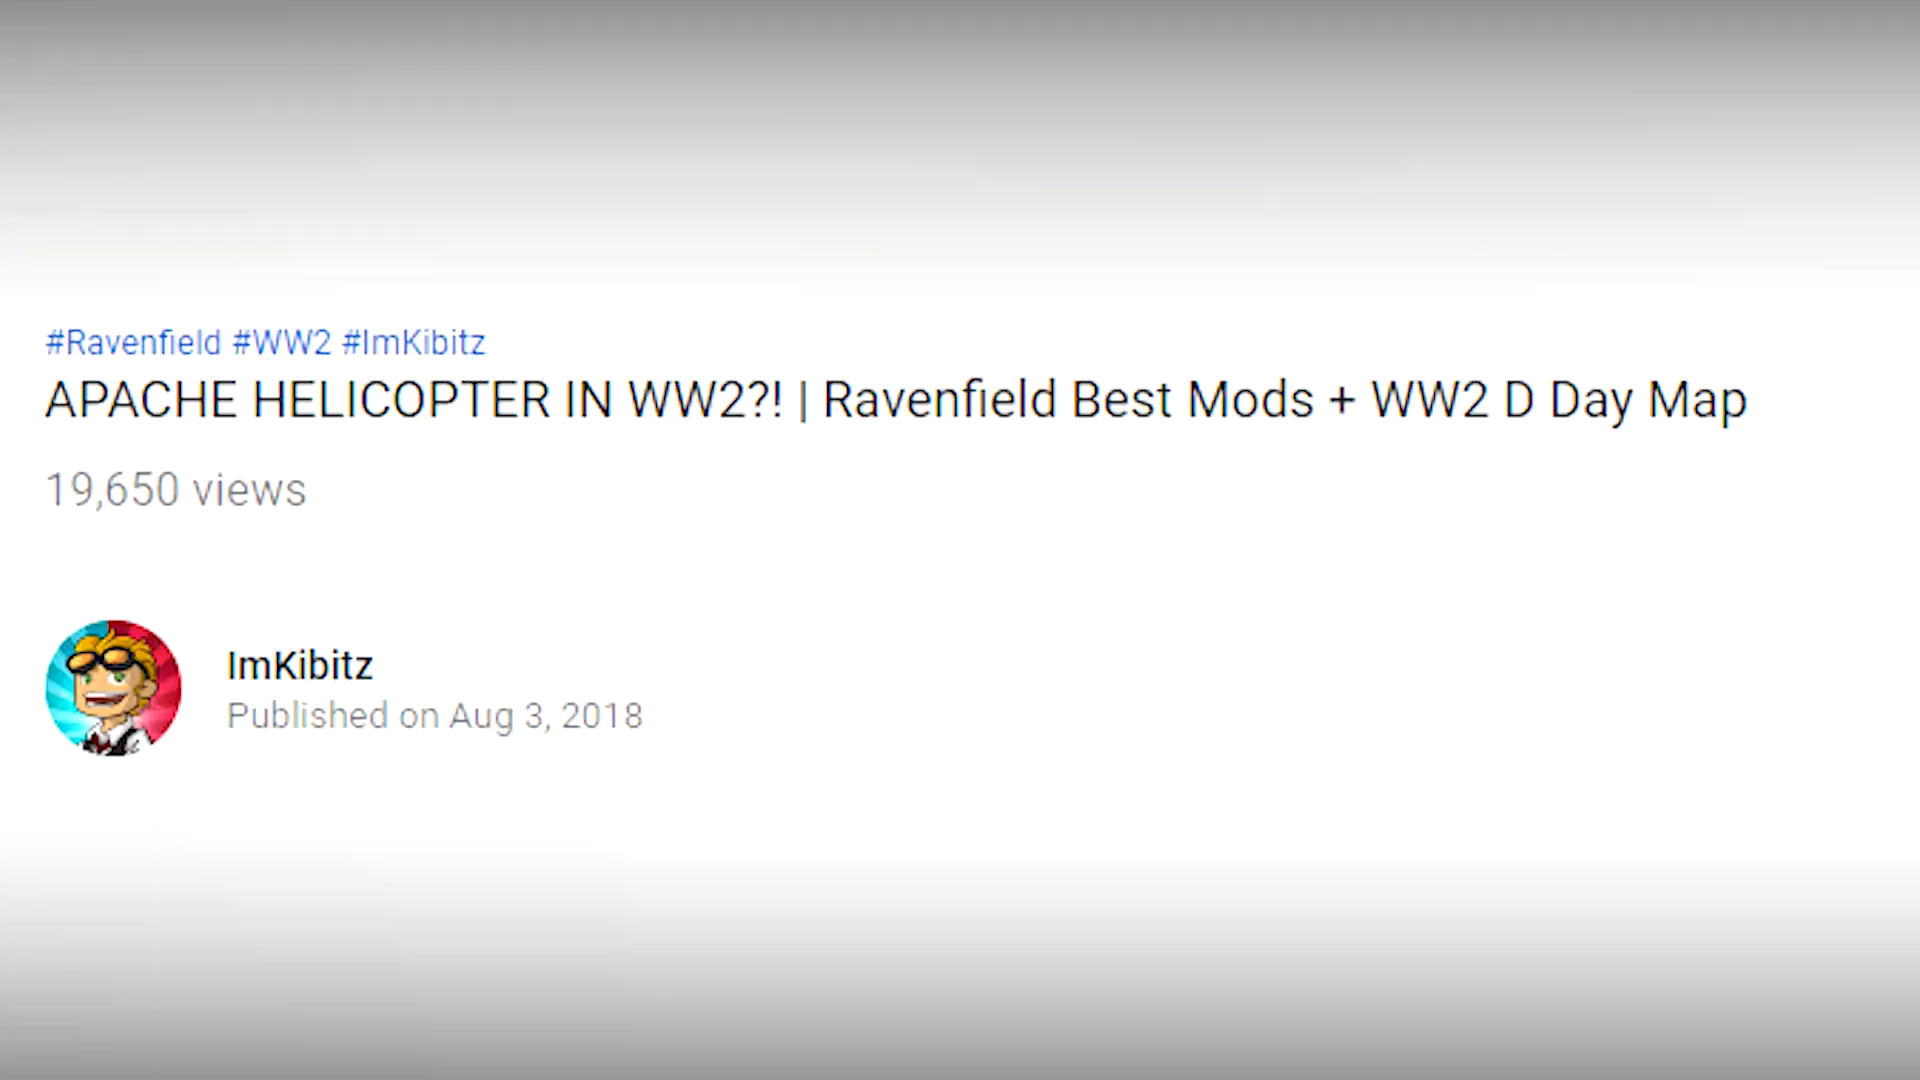 #Ravenfield #WW2 #ImKibitz
APACHE HELICOPTER IN WW2?! | Ravenfield Best Mods + WW2 D Day Map
19,650 views
ImKibitz
Published on Aug 3, 2018